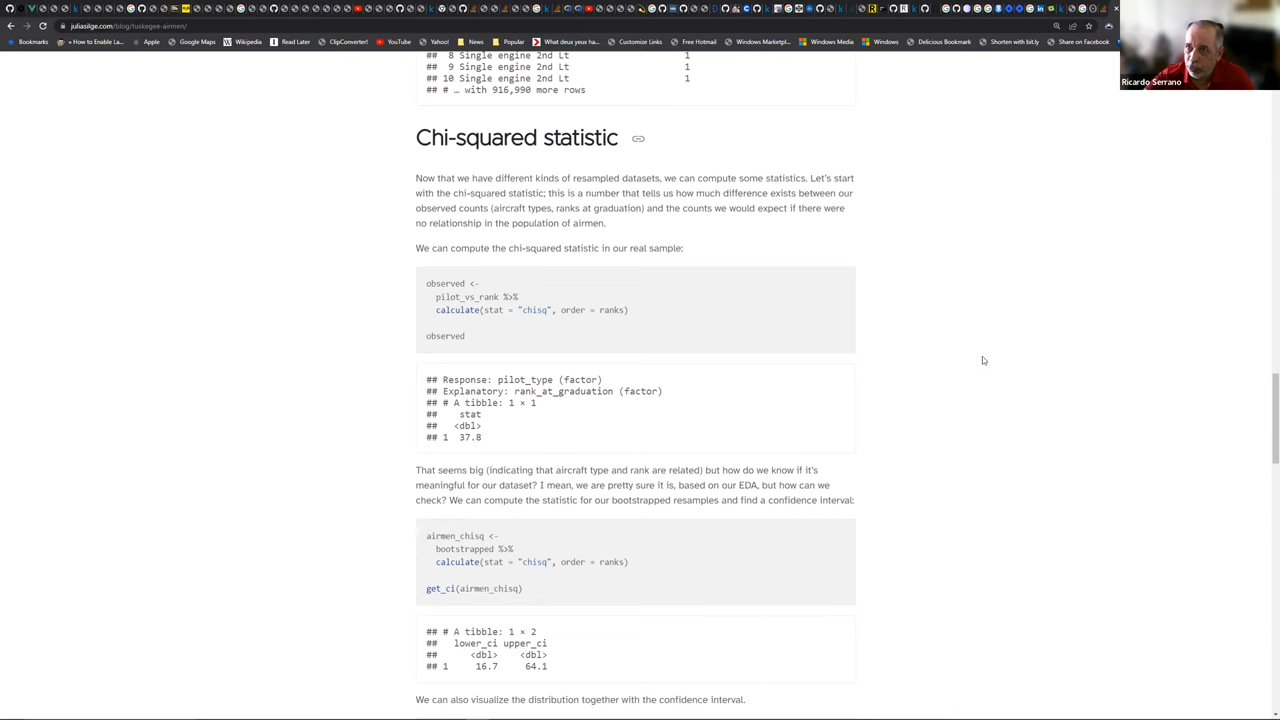 juliasilge.com/blog/tuskegee-airmen/
Bookmarks + How to Enable La... Apple Google Maps Wikipedia Read Later ClipConverter! YouTube Yahoo! News Popular What deux yeux ha... Customize Links Free Hotmail Windows Marketpl... Windows Media Windows Delicious Bookmark Shorten with bit.ly Share on Facebook
Ricardo Serrano
## 8 Single engine 2nd Lt 1
## 9 Single engine 2nd Lt 1
## 10 Single engine 2nd Lt 1
## # … with 916,990 more rows
Chi-squared statistic
Now that we have different kinds of resampled datasets, we can compute some statistics. Let's start
with the chi-squared statistic; this is a number that tells us how much difference exists between our
observed counts (aircraft types, ranks at graduation) and the counts we would expect if there were
no relationship in the population of airmen.
We can compute the chi-squared statistic in our real sample:
observed <-
pilot_vs_rank %>%
calculate(stat = "chisq", order = ranks)
observed
## Response: pilot_type (factor)
## Explanatory: rank_at_graduation (factor)
## # A tibble: 1 × 1
## stat
## <dbl>
## 1 37.8
That seems big (indicating that aircraft type and rank are related) but how do we know if it's
meaningful for our dataset? I mean, we are pretty sure it is, based on our EDA, but how can we
check? We can compute the statistic for our bootstrapped resamples and find a confidence interval:
airmen_chisq <-
bootstrapped %>%
calculate(stat = "chisq", order = ranks)
get_ci(airmen_chisq)
## # A tibble: 1 × 2
## lower_ci upper_ci
## <dbl> <dbl>
## 1 16.7 64.1
We can also visualize the distribution together with the confidence interval.